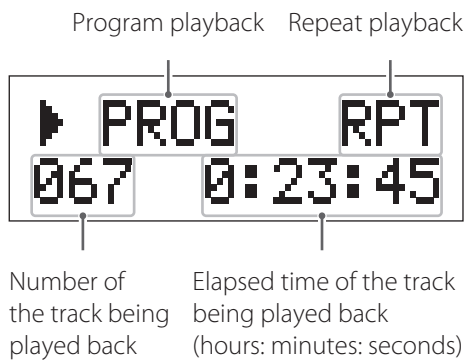 Program playback Repeat playback
PROG RPT
067 0:23:45
Number of
the track being
played back
Elapsed time of the track
being played back
(hours: minutes: seconds)